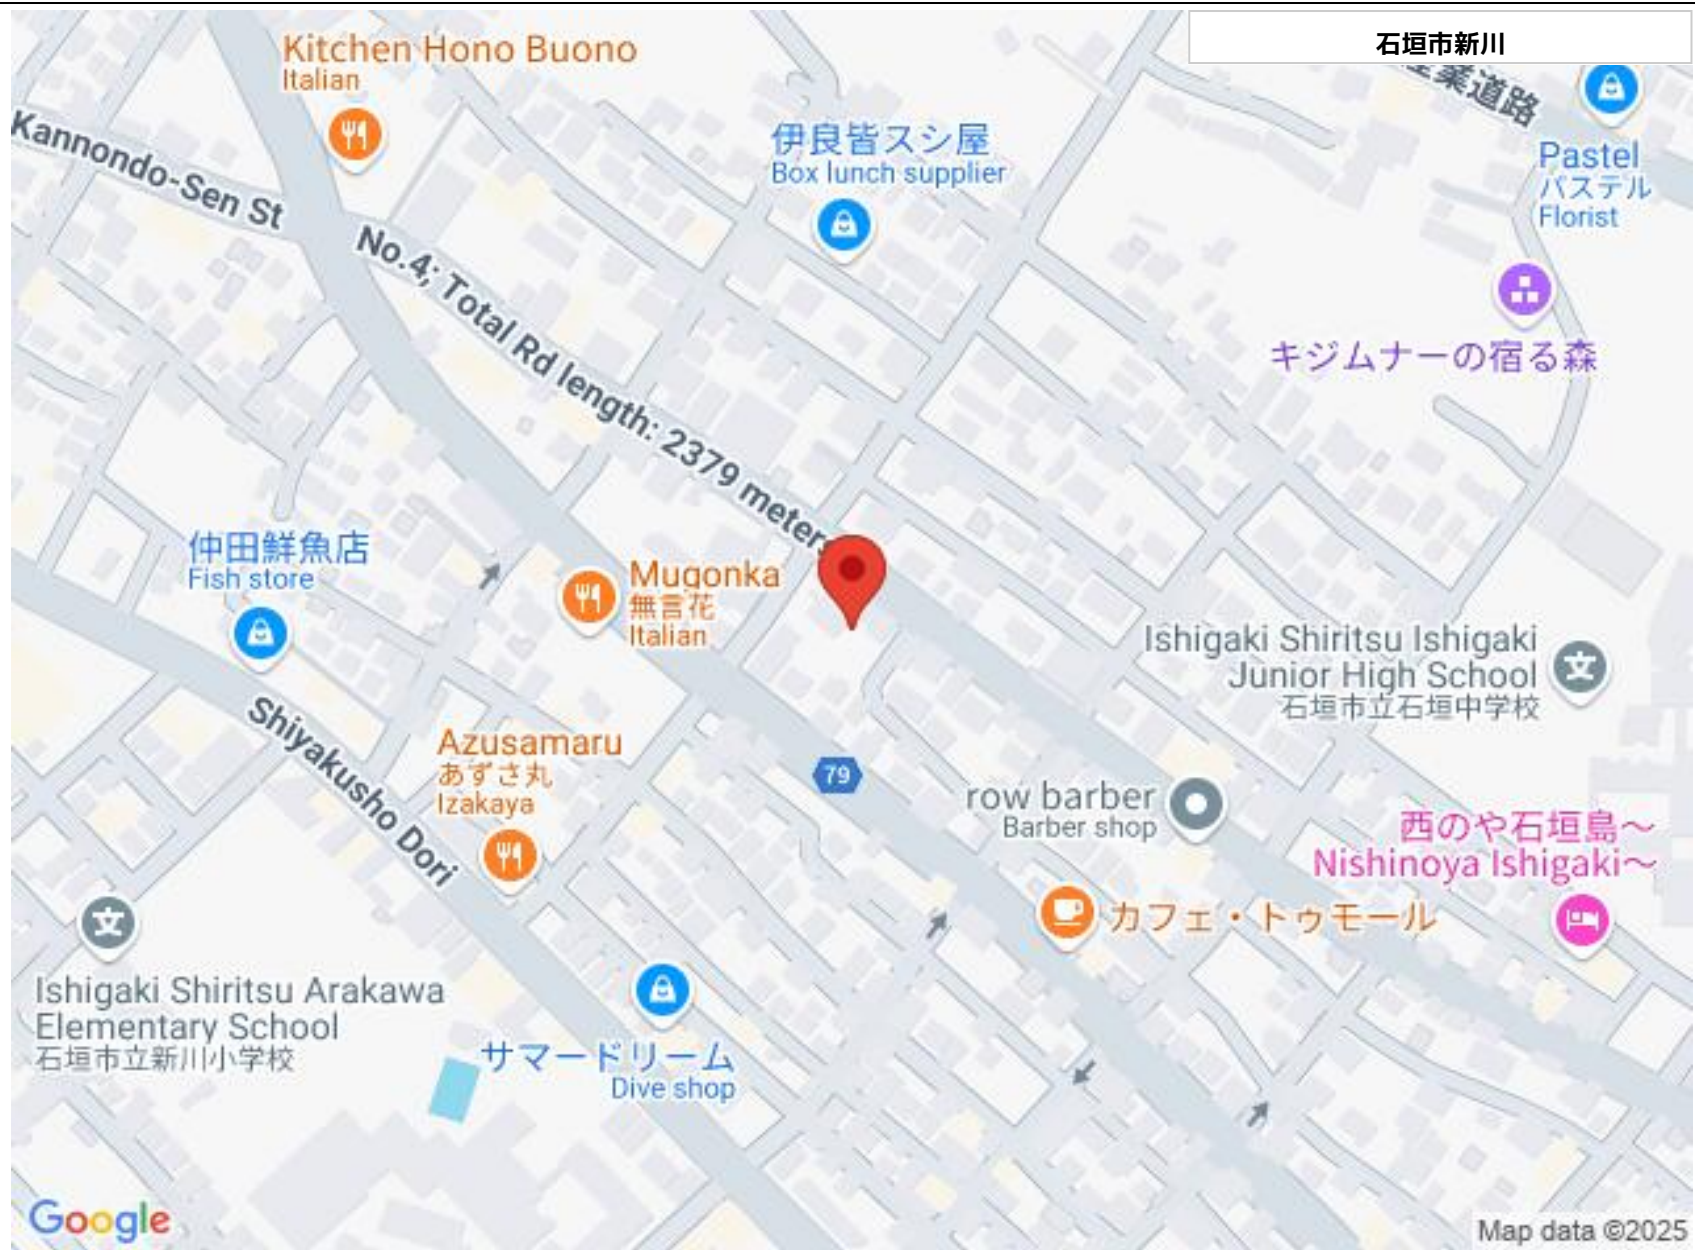 石垣市新川
Kitchen Hono Buono
Italian
業道路
Kannondo-Sen St
伊良皆スシ屋
Box lunch supplier
Pastel
パステル
Florist
No.4; Total Rd length: 2379 meters
キジムナーの宿る森
仲田鮮魚店
Fish store
Mugonka
無言花
Italian
Ishigaki Shiritsu Ishigaki
Junior High School
石垣市立石垣中学校
Shiyakusho Dori
Azusamaru
あずさ丸
Izakaya
79
row barber
Barber shop
西のや石垣島～
Nishinoya Ishigaki～
カフェ・トゥモール
Ishigaki Shiritsu Arakawa
Elementary School
石垣市立新川小学校
サマードリーム
Dive shop
Google
Map data ©2025